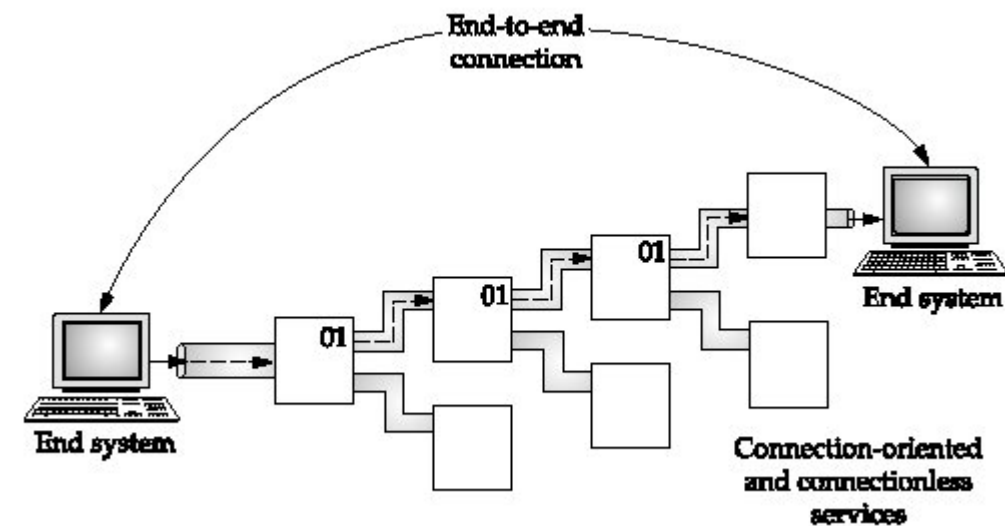 End-to-end
connection
01
01
01
End system
End system
Connection-oriented
and connectionless
services